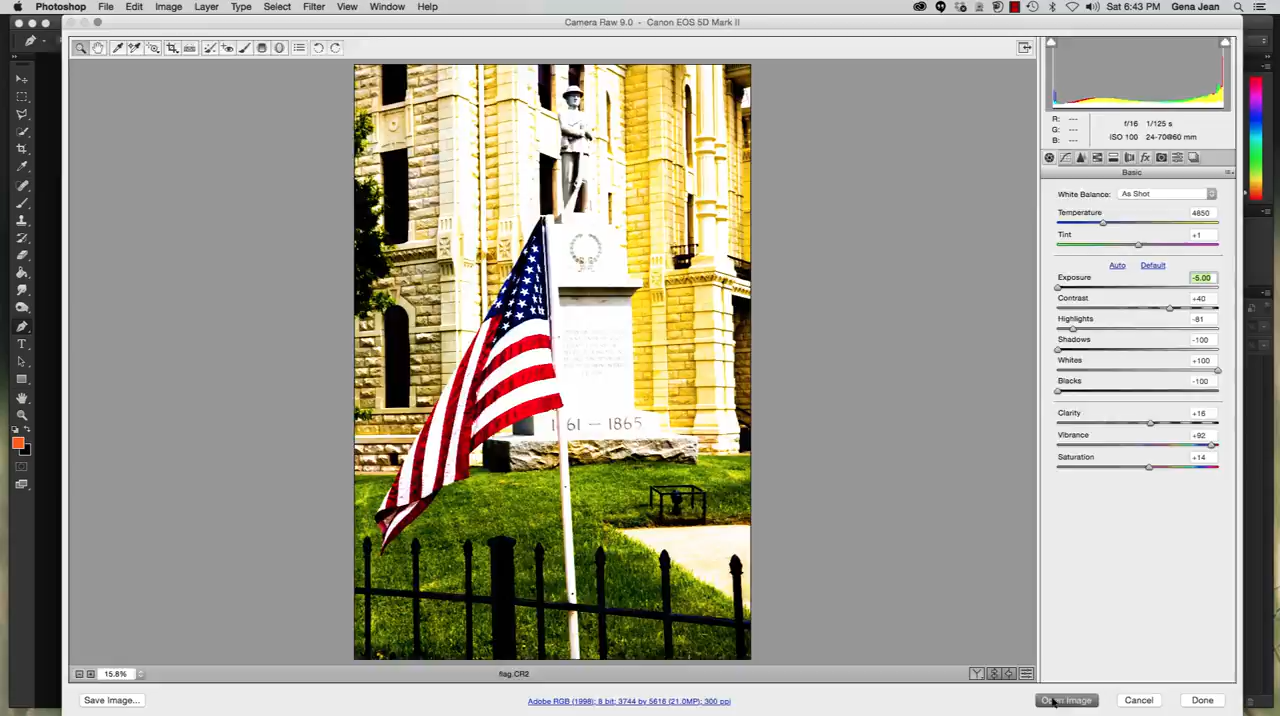 Photoshop File Edit Image Layer Type Select Filter View Window Help Sat 6:43 PM Gena Jean
Camera Raw 9.0 - Canon EOS 5D Mark II
R: ---
G: ---
B: ---
f/16 1/125 s
ISO 100 24-70@60 mm
Basic
White Balance: As Shot
Temperature 4850
Tint +1
Auto Default
Exposure -5.00
Contrast +40
Highlights -81
Shadows -100
Whites +100
Blacks -100
Clarity +16
Vibrance +92
Saturation +14
1861 — 1865
15.8% flag.CR2
Save Image... Adobe RGB (1998); 8 bit; 3744 by 5616 (21.0MP); 300 ppi Open Image Cancel Done